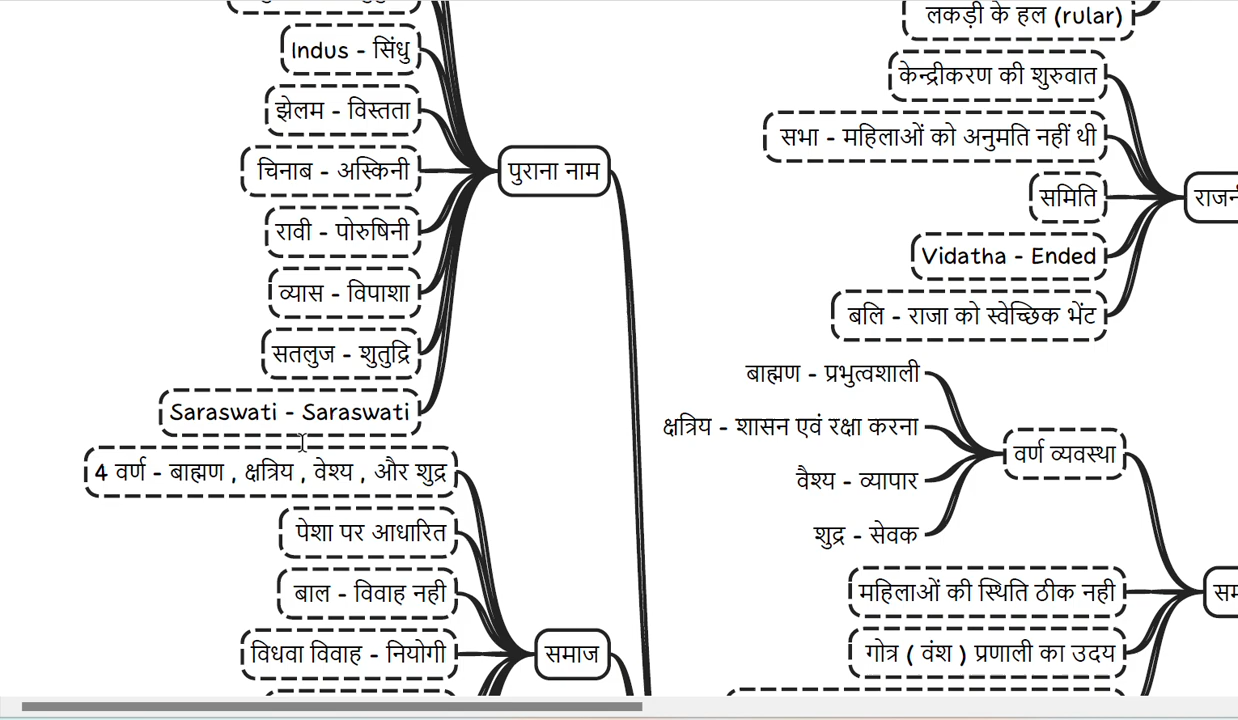 Indus - सिंधु
झेलम - विस्तता
चिनाब - अस्किनी
रावी - पोरुषिनी
व्यास - विपाशा
सतलुज - शुतुद्रि
Saraswati - Saraswati
पुराना नाम
4 वर्ण - बाह्मण , क्षत्रिय , वेश्य , और शुद्र
पेशा पर आधारित
बाल - विवाह नही
विधवा विवाह - नियोगी
समाज
लकड़ी के हल (rular)
केन्द्रीकरण की शुरुवात
सभा - महिलाओं को अनुमति नहीं थी
समिति
Vidatha - Ended
बलि - राजा को स्वेच्छिक भेंट
बाह्मण - प्रभुत्वशाली
क्षत्रिय - शासन एवं रक्षा करना
वैश्य - व्यापार
शुद्र - सेवक
वर्ण व्यवस्था
महिलाओं की स्थिति ठीक नही
गोत्र ( वंश ) प्रणाली का उदय